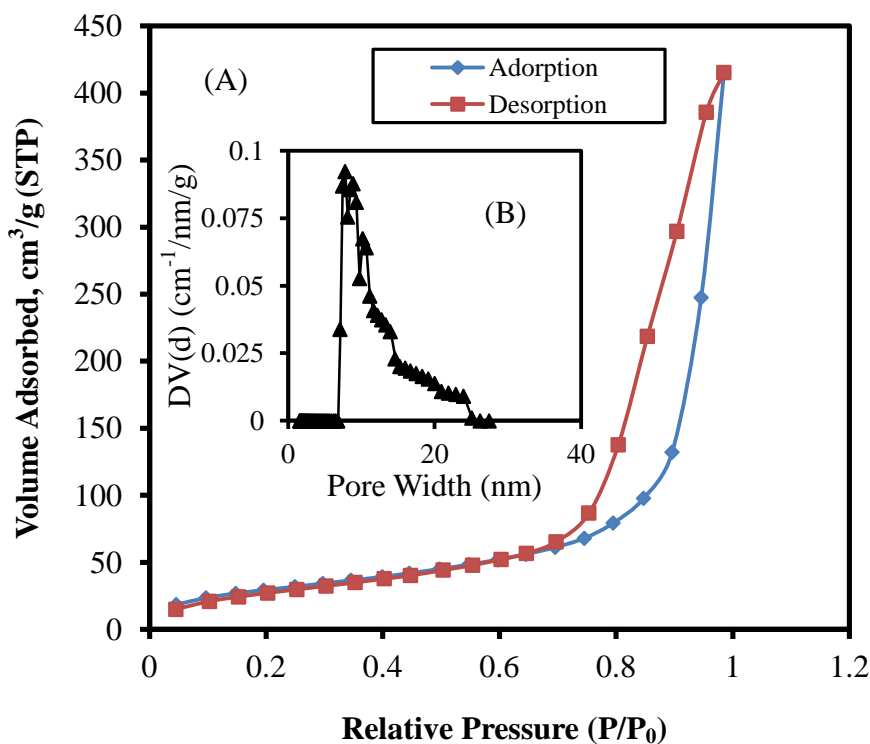 450
400
350
300
250
200
150
100
50
0
Volume Adsorbed, cm³/g (STP)
(A)
Adorption
Desorption
0.1
0.075
0.05
0.025
0
DV(d) (cm⁻¹/nm/g)
(B)
0 20 40
Pore Width (nm)
0 0.2 0.4 0.6 0.8 1 1.2
Relative Pressure (P/P₀)